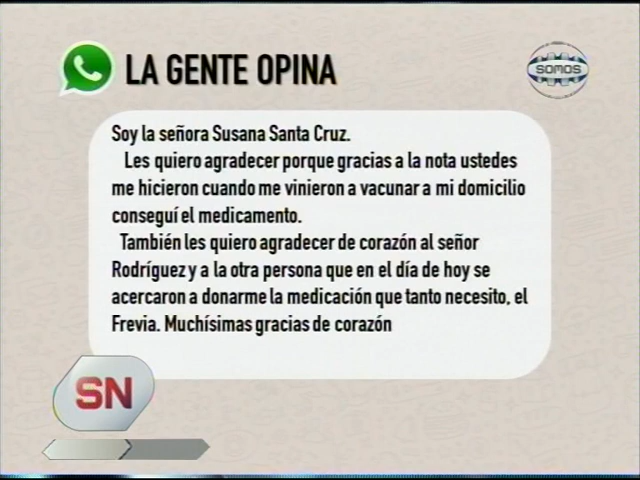 LA GENTE OPINA
SOMOS
Soy la señora Susana Santa Cruz.
Les quiero agradecer porque gracias a la nota ustedes
me hicieron cuando me vinieron a vacunar a mi domicilio
conseguí el medicamento.
También les quiero agradecer de corazón al señor
Rodríguez y a la otra persona que en el día de hoy se
acercaron a donarme la medicación que tanto necesito, el
Frevia. Muchísimas gracias de corazón
SN